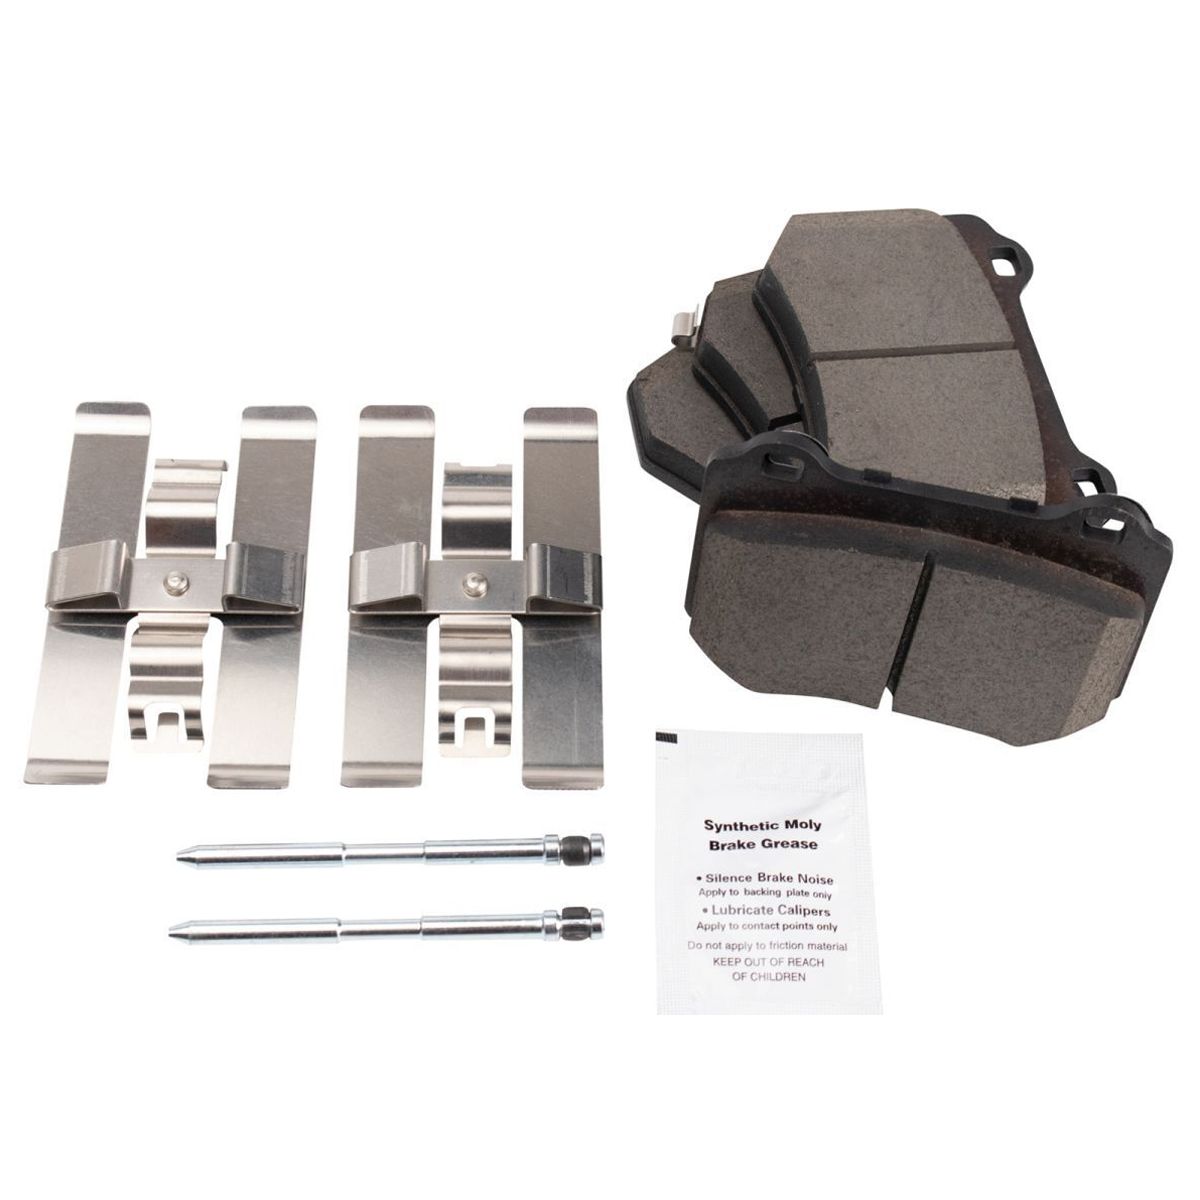 Synthetic Moly
Brake Grease
• Silence Brake Noise
Apply to backing plate only
• Lubricate Calipers
Apply to contact points only
Do not apply to friction material
KEEP OUT OF REACH
OF CHILDREN